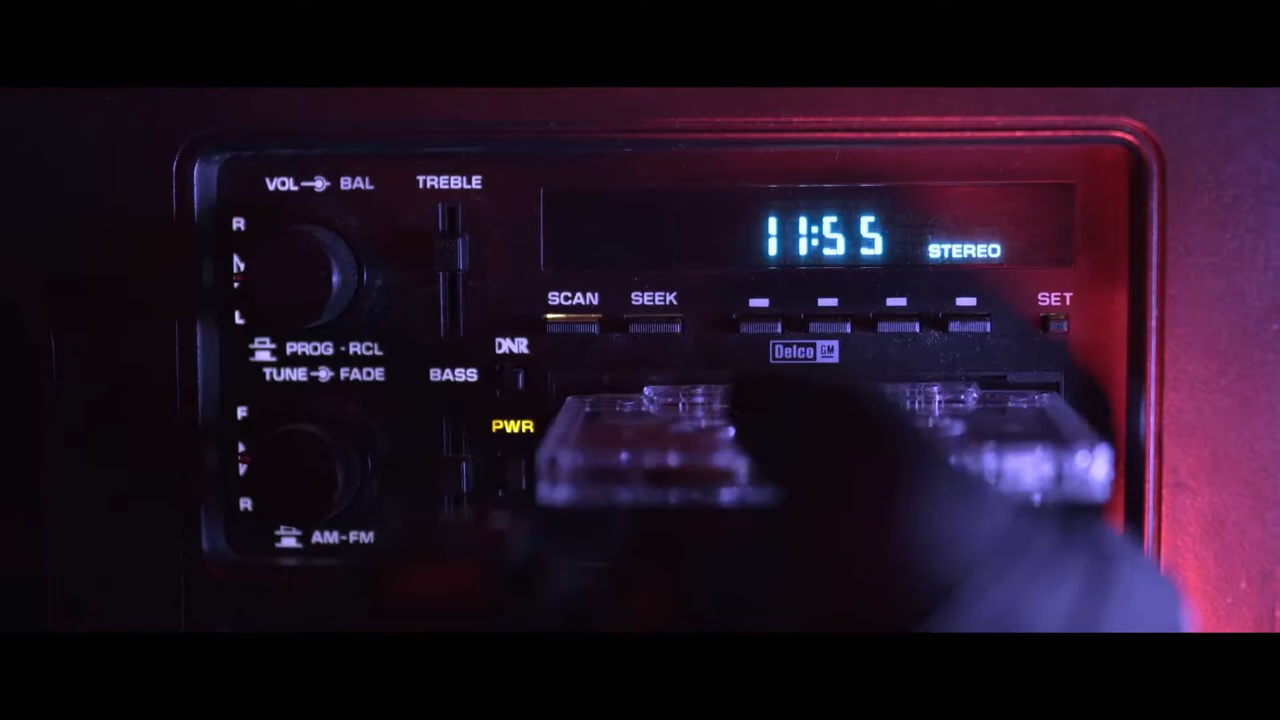 VOL BAL
TREBLE
R
L
11:55
STEREO
SCAN
SEEK
SET
PROG - RCL
DNR
Delco GM
TUNE FADE
BASS
F
PWR
R
AM-FM